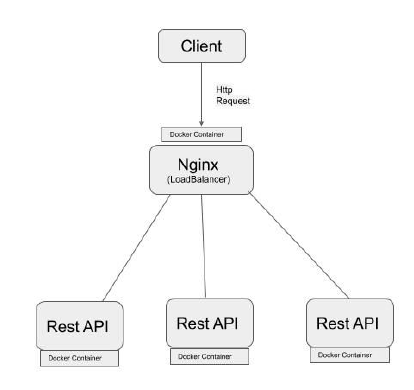 Client
Http
Request
Docker Container
Nginx
(LoadBalancer)
Rest API
Docker Container
Rest API
Docker Container
Rest API
Docker Container